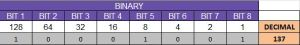 BINARY
BIT 1 BIT 2 BIT 3 BIT 4 BIT 5 BIT 6 BIT 7 BIT 8
128 64 32 16 8 4 2 1 DECIMAL
1 0 0 0 1 0 0 1 137